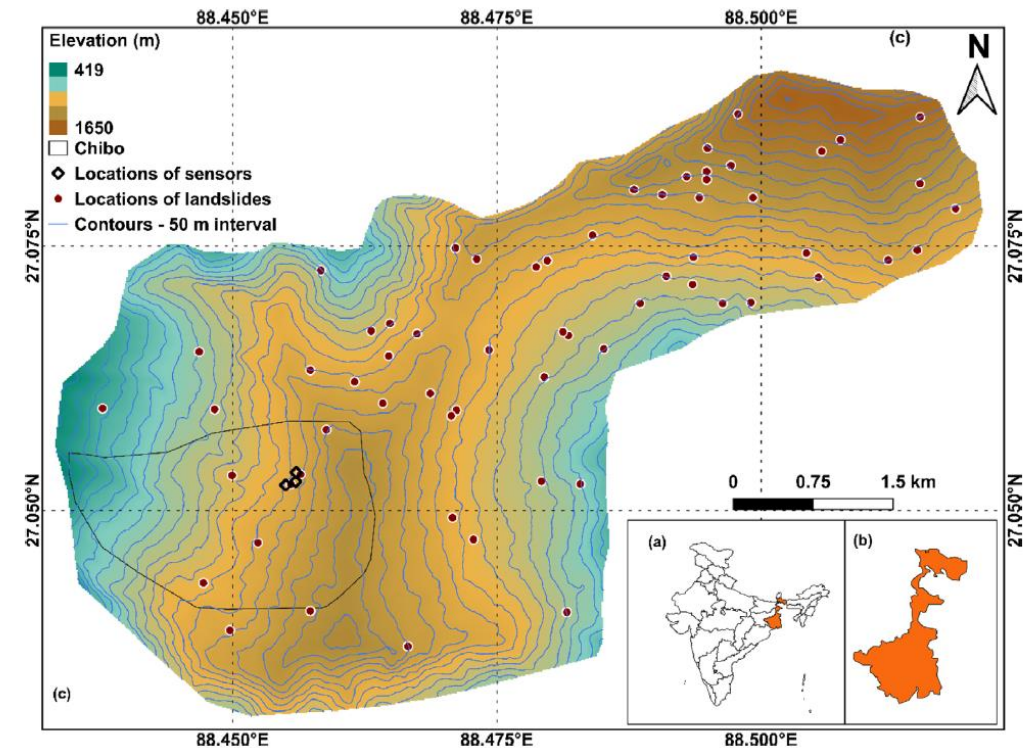 88.450°E 88.475°E 88.500°E
Elevation (m)
419
1650
Chibo
Locations of sensors
Locations of landslides
Contours - 50 m interval
(c)
N
27.075°N
27.075°N
27.050°N
27.050°N
0 0.75 1.5 km
(a)
(b)
(c)
88.450°E 88.475°E 88.500°E